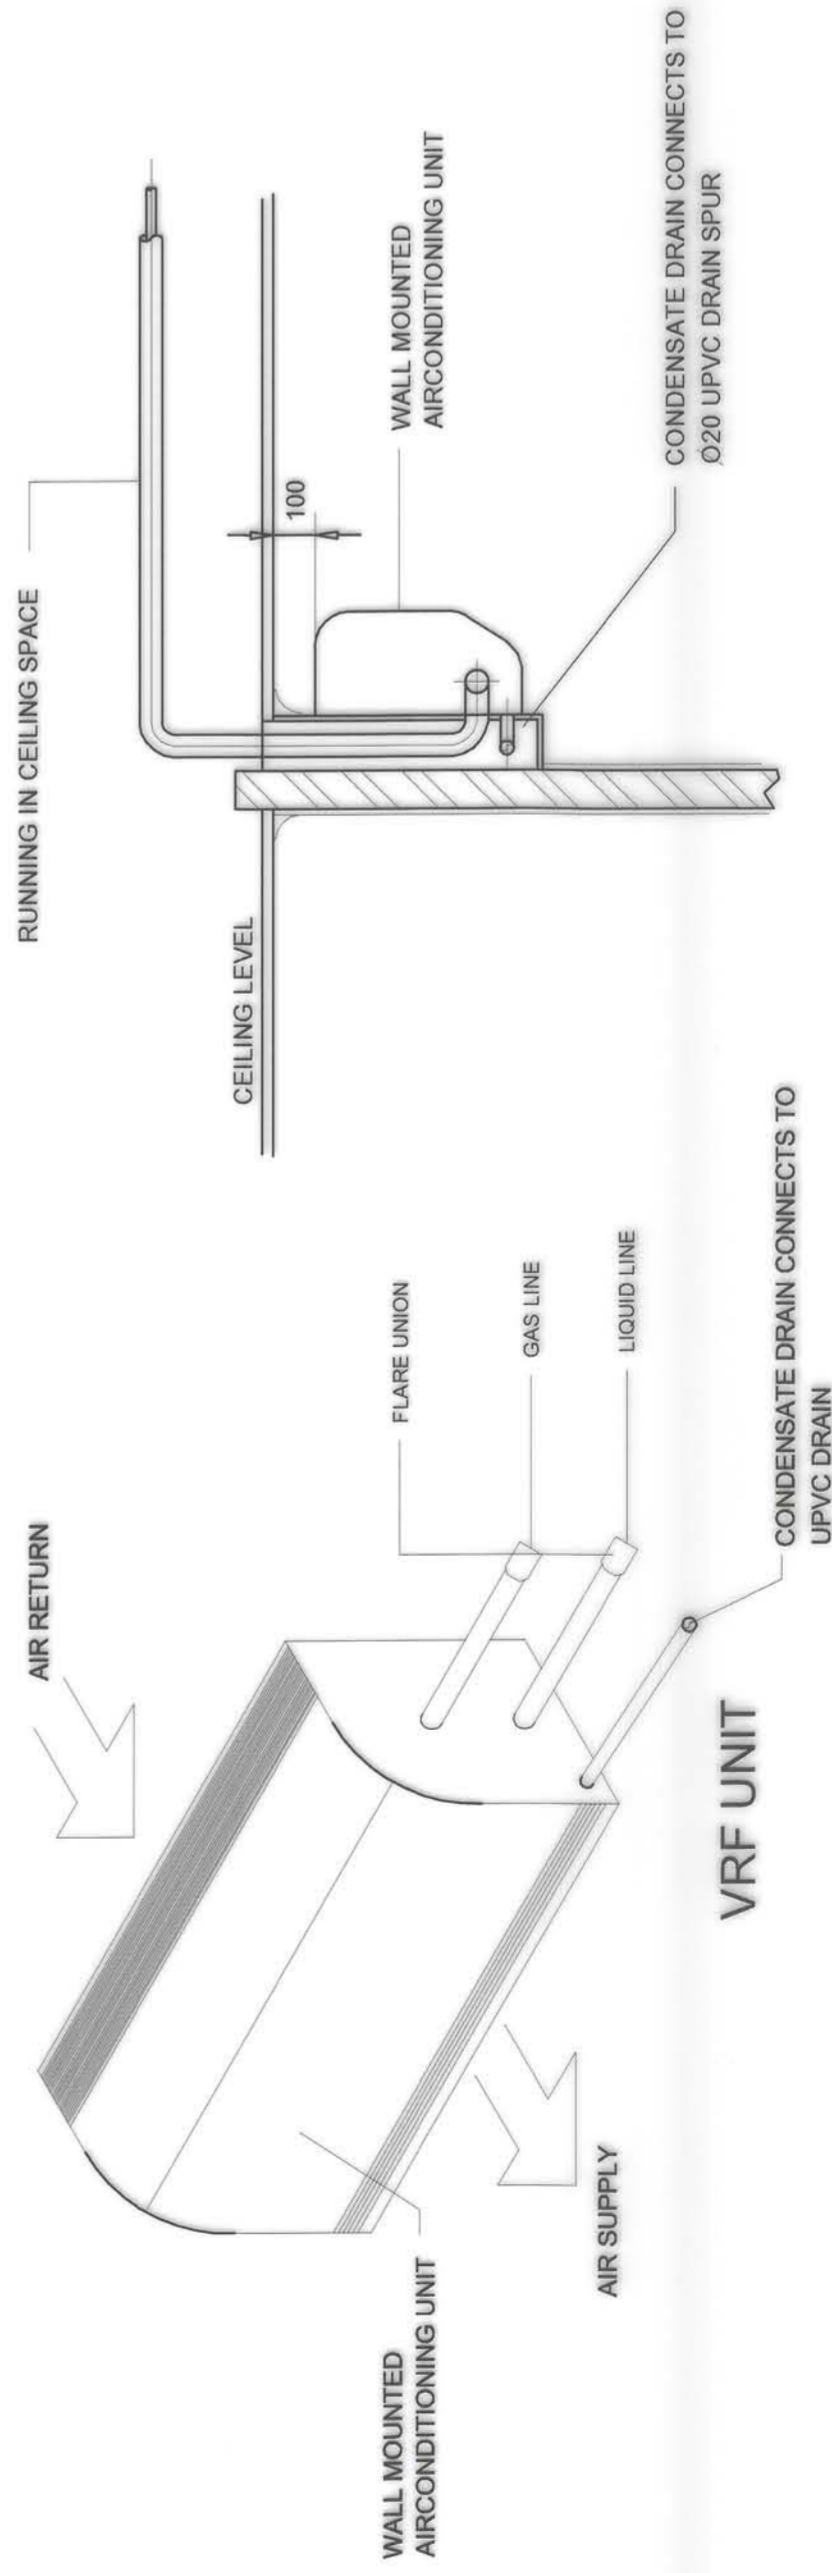 AIR RETURN
WALL MOUNTED
AIRCONDITIONING UNIT
FLARE UNION
GAS LINE
LIQUID LINE
AIR SUPPLY
CONDENSATE DRAIN CONNECTS TO
UPVC DRAIN
VRF UNIT
RUNNING IN CEILING SPACE
CEILING LEVEL
100
WALL MOUNTED
AIRCONDITIONING UNIT
CONDENSATE DRAIN CONNECTS TO
Ø20 UPVC DRAIN SPUR